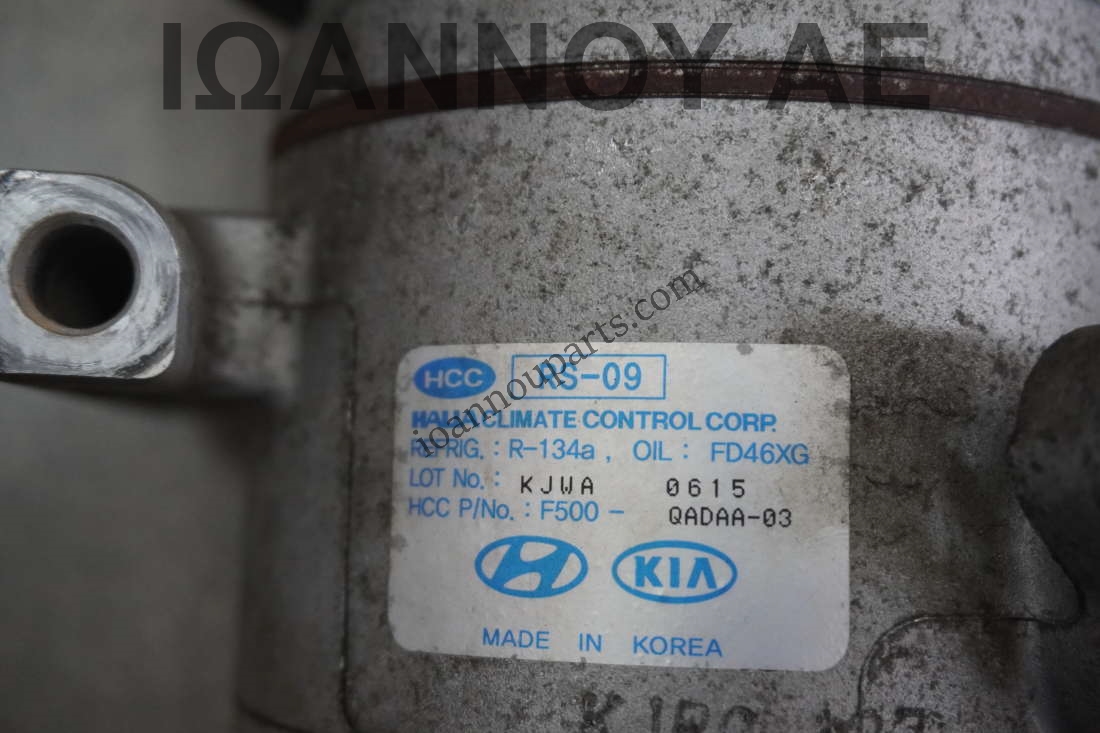 ΙΩΑΝΝΟΥ ΑΕ
HCC RS-09
HALLA CLIMATE CONTROL CORP.
REFRIG. : R-134a , OIL : FD46XG
LOT No. : KJWA 0615
HCC P/No. : F500 - QADAA-03
KIA
MADE IN KOREA
ioannouparts.com